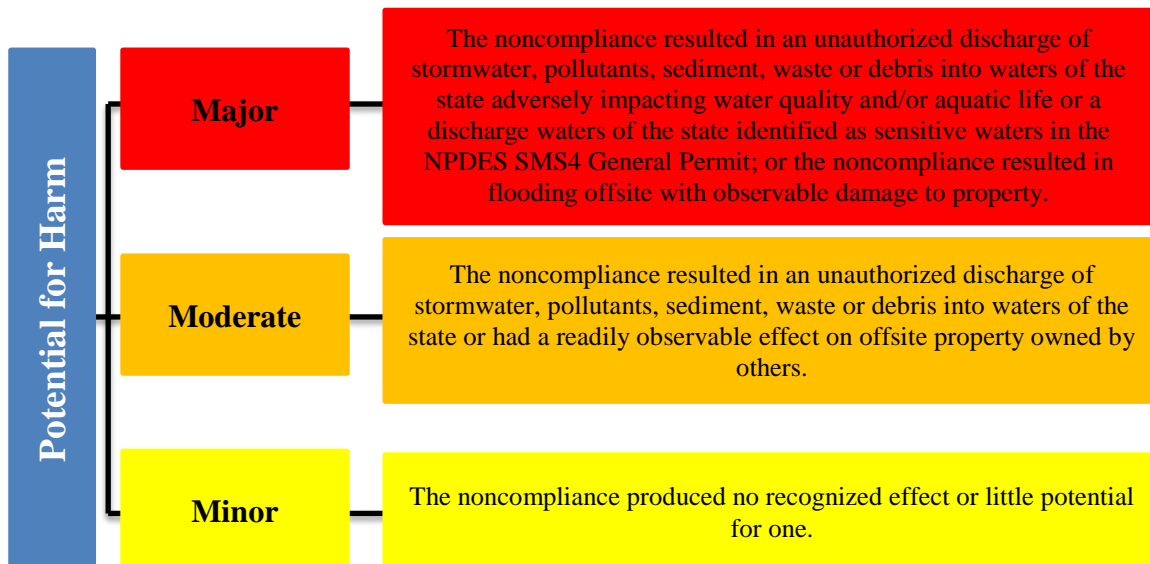 Potential for Harm
Major
The noncompliance resulted in an unauthorized discharge of
stormwater, pollutants, sediment, waste or debris into waters of
the state adversely impacting water quality and/or aquatic life or a
discharge waters of the state identified as sensitive waters in the
NPDES SMS4 General Permit; or the noncompliance resulted in
flooding offsite with observable damage to property.
Moderate
The noncompliance resulted in an unauthorized discharge of
stormwater, pollutants, sediment, waste or debris into waters of the
state or had a readily observable effect on offsite property owned by
others.
Minor
The noncompliance produced no recognized effect or little potential
for one.